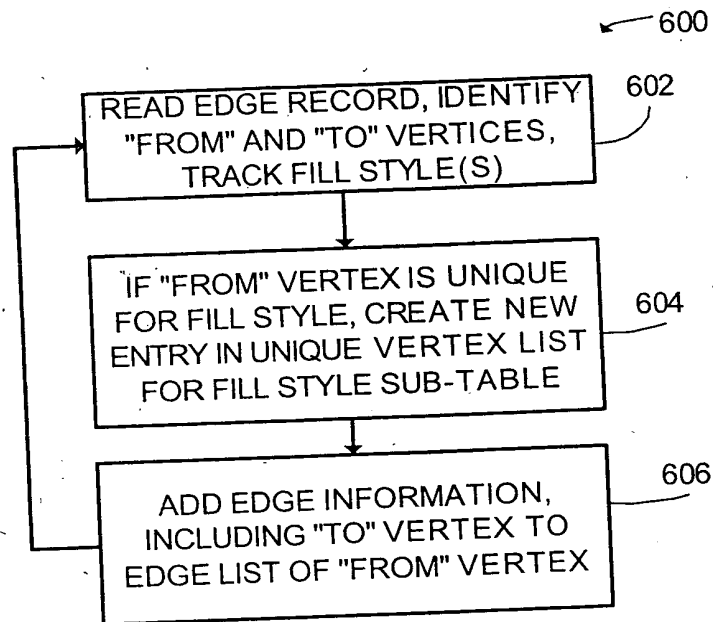 600
READ EDGE RECORD, IDENTIFY
"FROM" AND "TO" VERTICES,
TRACK FILL STYLE(S)
602
IF "FROM" VERTEX IS UNIQUE
FOR FILL STYLE, CREATE NEW
ENTRY IN UNIQUE VERTEX LIST
FOR FILL STYLE SUB-TABLE
604
ADD EDGE INFORMATION,
INCLUDING "TO" VERTEX TO
EDGE LIST OF "FROM" VERTEX
606